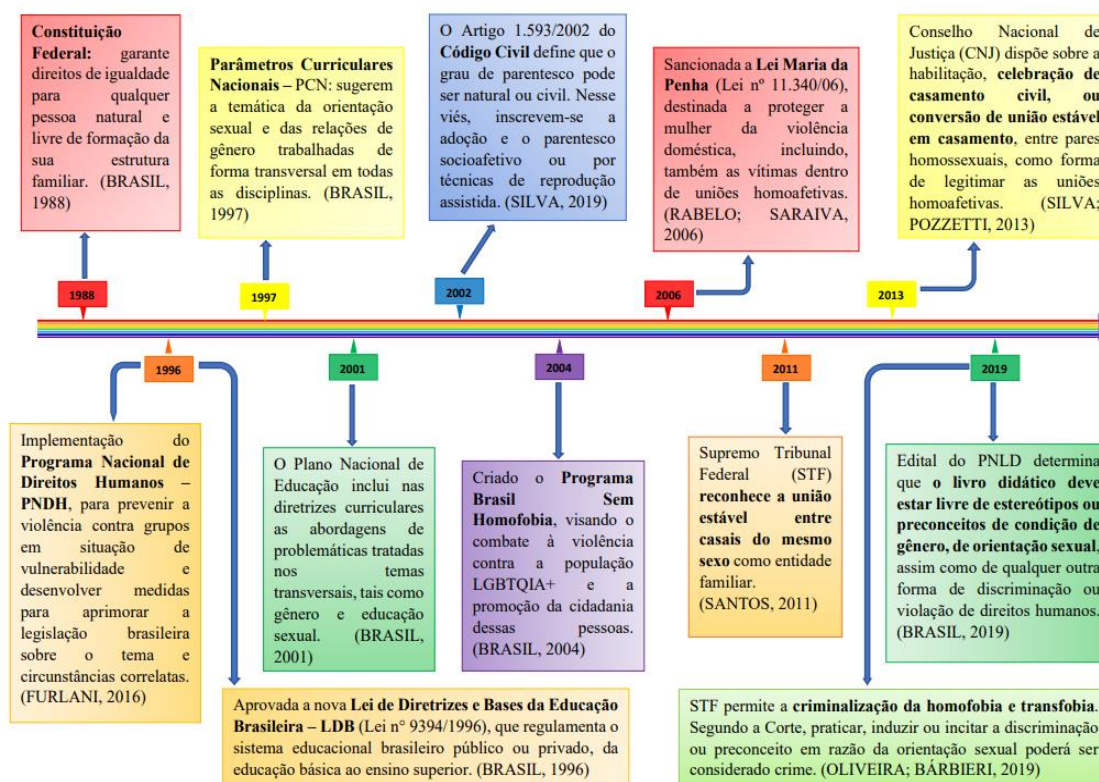 Constituição
Federal: garante
direitos de igualdade
para qualquer
pessoa natural e
livre de formação da
sua estrutura
familiar. (BRASIL,
1988)
Parâmetros Curriculares
Nacionais – PCN: sugerem
a temática da orientação
sexual e das relações de
gênero trabalhadas de
forma transversal em todas
as disciplinas. (BRASIL,
1997)
O Artigo 1.593/2002 do
Código Civil define que o
grau de parentesco pode
ser natural ou civil. Nesse
viés, inscrevem-se a
adoção e o parentesco
socioafetivo ou por
técnicas de reprodução
assistida. (SILVA, 2019)
Sancionada a Lei Maria da
Penha (Lei nº 11.340/06),
destinada a proteger a
mulher da violência
doméstica, incluindo,
também as vítimas dentro
de uniões homoafetivas.
(RABELO; SARAIVA,
2006)
Conselho Nacional de
Justiça (CNJ) dispõe sobre a
habilitação, celebração de
casamento civil, ou
conversão de união estável
em casamento, entre pares
homossexuais, como forma
de legitimar as uniões
homoafetivas. (SILVA;
POZZETTI, 2013)
1988
1997
2002
2006
2013
1996
2001
2004
2011
2019
Implementação do
Programa Nacional de
Direitos Humanos –
PNDH, para prevenir a
violência contra grupos
em situação de
vulnerabilidade e
desenvolver medidas
para aprimorar a
legislação brasileira
sobre o tema e
circunstâncias correlatas.
(FURLANI, 2016)
O Plano Nacional de
Educação inclui nas
diretrizes curriculares
as abordagens de
problemáticas tratadas
nos temas
transversais, tais como
gênero e educação
sexual. (BRASIL,
2001)
Criado o Programa
Brasil Sem
Homofobia, visando o
combate à violência
contra a população
LGBTQIA+ e a
promoção da cidadania
dessas pessoas.
(BRASIL, 2004)
Supremo Tribunal
Federal (STF)
reconhece a união
estável entre
casais do mesmo
sexo como entidade
familiar.
(SANTOS, 2011)
Edital do PNLD determina
que o livro didático deve
estar livre de estereótipos ou
preconceitos de condição de
gênero, de orientação sexual,
assim como de qualquer outra
forma de discriminação ou
violação de direitos humanos.
(BRASIL, 2019)
Aprovada a nova Lei de Diretrizes e Bases da Educação
Brasileira – LDB (Lei n° 9394/1996), que regulamenta o
sistema educacional brasileiro público ou privado, da
educação básica ao ensino superior. (BRASIL, 1996)
STF permite a criminalização da homofobia e transfobia.
Segundo a Corte, praticar, induzir ou incitar a discriminação
ou preconceito em razão da orientação sexual poderá ser
considerado crime. (OLIVEIRA; BÁRBIERI, 2019)